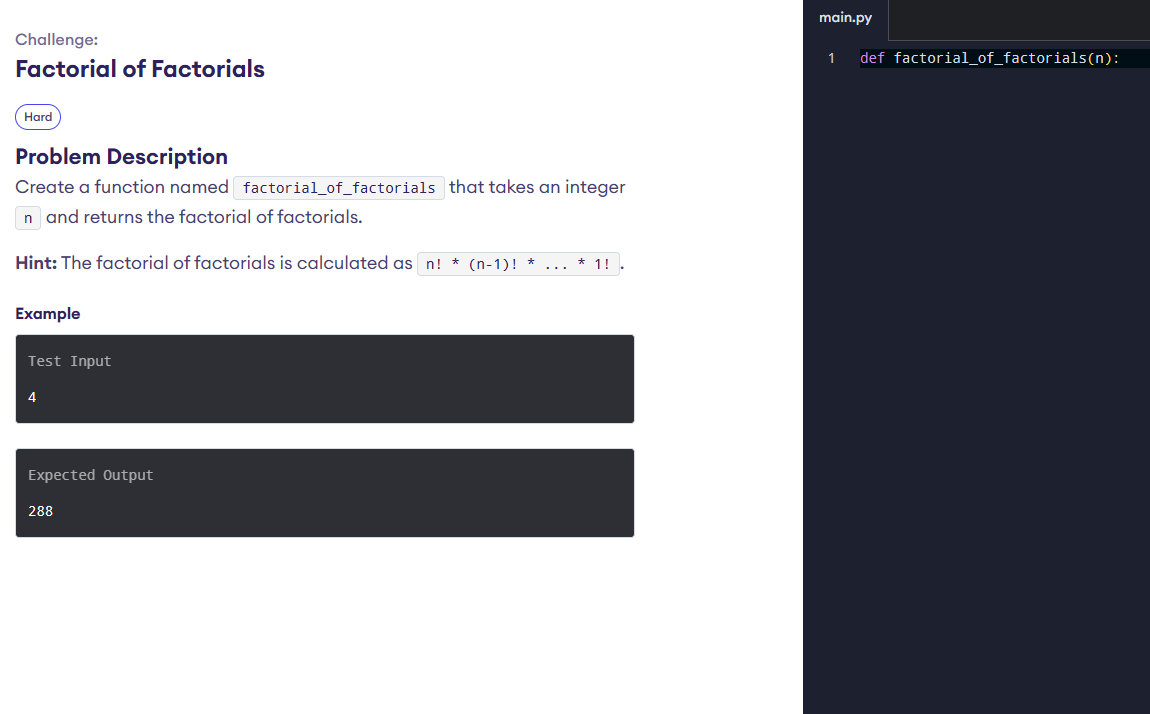 Challenge:
Factorial of Factorials
Hard
Problem Description
Create a function named factorial_of_factorials that takes an integer
n and returns the factorial of factorials.
Hint: The factorial of factorials is calculated as n! * (n-1)! * ... * 1! .
Example
Test Input
4
Expected Output
288
main.py
1 def factorial_of_factorials(n):